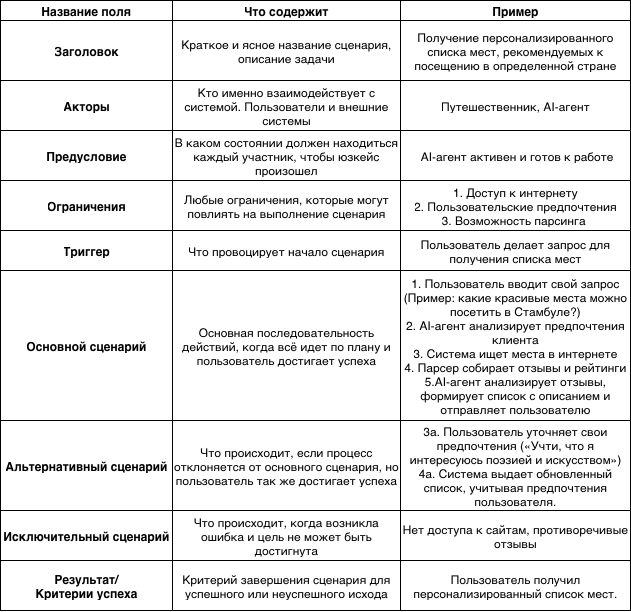 Название поля
Что содержит
Пример
Заголовок
Краткое и ясное название сценария,
описание задачи
Получение персонализированного
списка мест, рекомендуемых к
посещению в определенной стране
Акторы
Кто именно взаимодействует с
системой. Пользователи и внешние
системы
Путешественник, AI-агент
Предусловие
В каком состоянии должен находиться
каждый участник, чтобы юзкейс
произошел
AI-агент активен и готов к работе
Ограничения
Любые ограничения, которые могут
повлиять на выполнение сценария
1. Доступ к интернету
2. Пользовательские предпочтения
3. Возможность парсинга
Триггер
Что провоцирует начало сценария
Пользователь делает запрос для
получения списка мест
Основной сценарий
Основная последовательность
действий, когда всё идет по плану и
пользователь достигает успеха
1. Пользователь вводит свой запрос
(Пример: какие красивые места можно
посетить в Стамбуле?)
2. AI-агент анализирует предпочтения
клиента
3. Система ищет места в интернете
4. Парсер собирает отзывы и рейтинги
5.AI-агент анализирует отзывы,
формирует список с описанием и
отправляет пользователю
Альтернативный сценарий
Что происходит, если процесс
отклоняется от основного сценария, но
пользователь так же достигает успеха
3а. Пользователь уточняет свои
предпочтения («Учти, что я
интересуюсь поэзией и искусством»)
4а. Система выдает обновленный
список, учитывая предпочтения
пользователя.
Исключительный сценарий
Что происходит, когда возникла
ошибка и цель не может быть
достигнута
Нет доступа к сайтам, противоречивые
отзывы
Результат/
Критерии успеха
Критерий завершения сценария для
успешного или неуспешного исхода
Пользователь получил
персонализированный список мест.